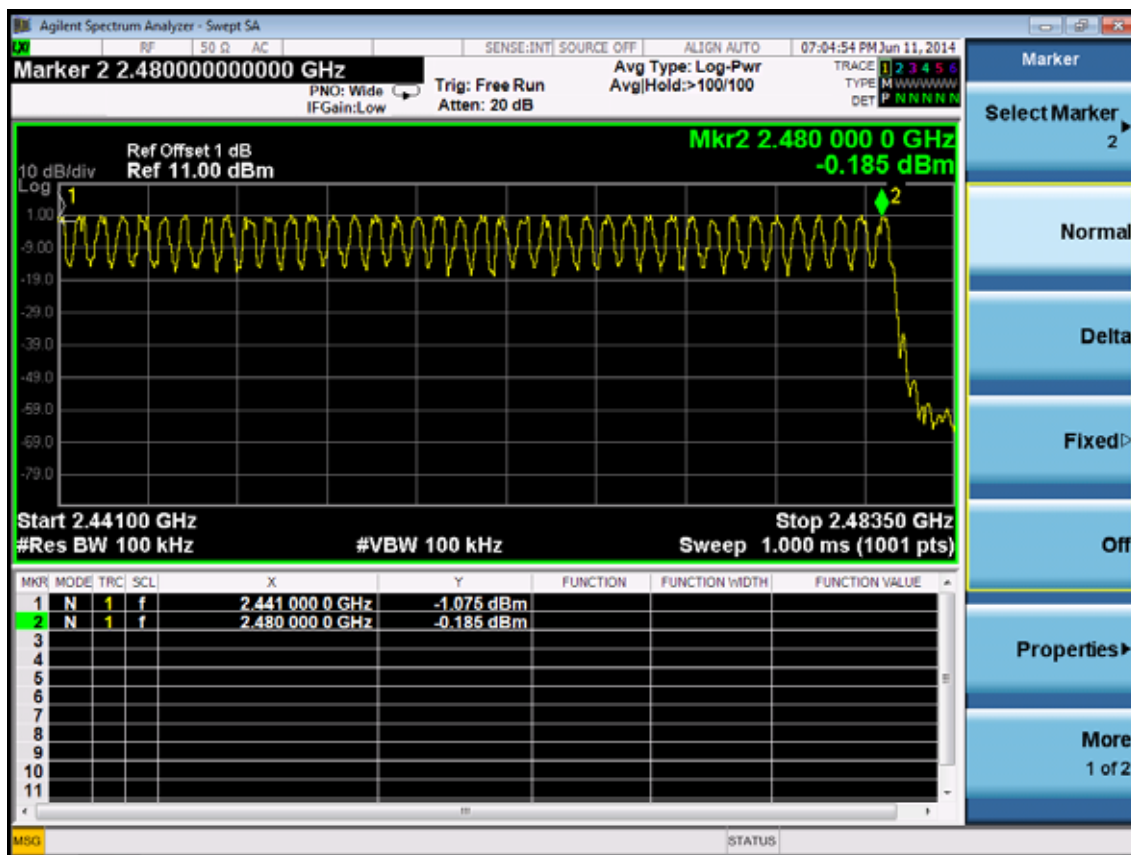 Agilent Spectrum Analyzer - Swept SA
RF 50 Ω AC SENSE:INT SOURCE OFF ALIGN AUTO 07:04:54 PM Jun 11, 2014
Marker 2 2.480000000000 GHz
PNO: Wide
IFGain:Low
Trig: Free Run
Atten: 20 dB
Avg Type: Log-Pwr
Avg|Hold:>100/100
TRACE 1 2 3 4 5 6
TYPE M WWWWW
DET P N N N N N
Mkr2 2.480 000 0 GHz
-0.185 dBm
Ref Offset 1 dB
10 dB/div Ref 11.00 dBm
Log
1
2
1.00
-9.00
-19.0
-29.0
-39.0
-49.0
-59.0
-69.0
-79.0
Start 2.44100 GHz Stop 2.48350 GHz
#Res BW 100 kHz #VBW 100 kHz Sweep 1.000 ms (1001 pts)
MKR MODE TRC SCL X Y FUNCTION FUNCTION WIDTH FUNCTION VALUE
1 N 1 f 2.441 000 0 GHz -1.075 dBm
2 N 1 f 2.480 000 0 GHz -0.185 dBm
3
4
5
6
7
8
9
10
11
MSG STATUS
Marker
Select Marker
2
Normal
Delta
Fixed
Off
Properties
More
1 of 2